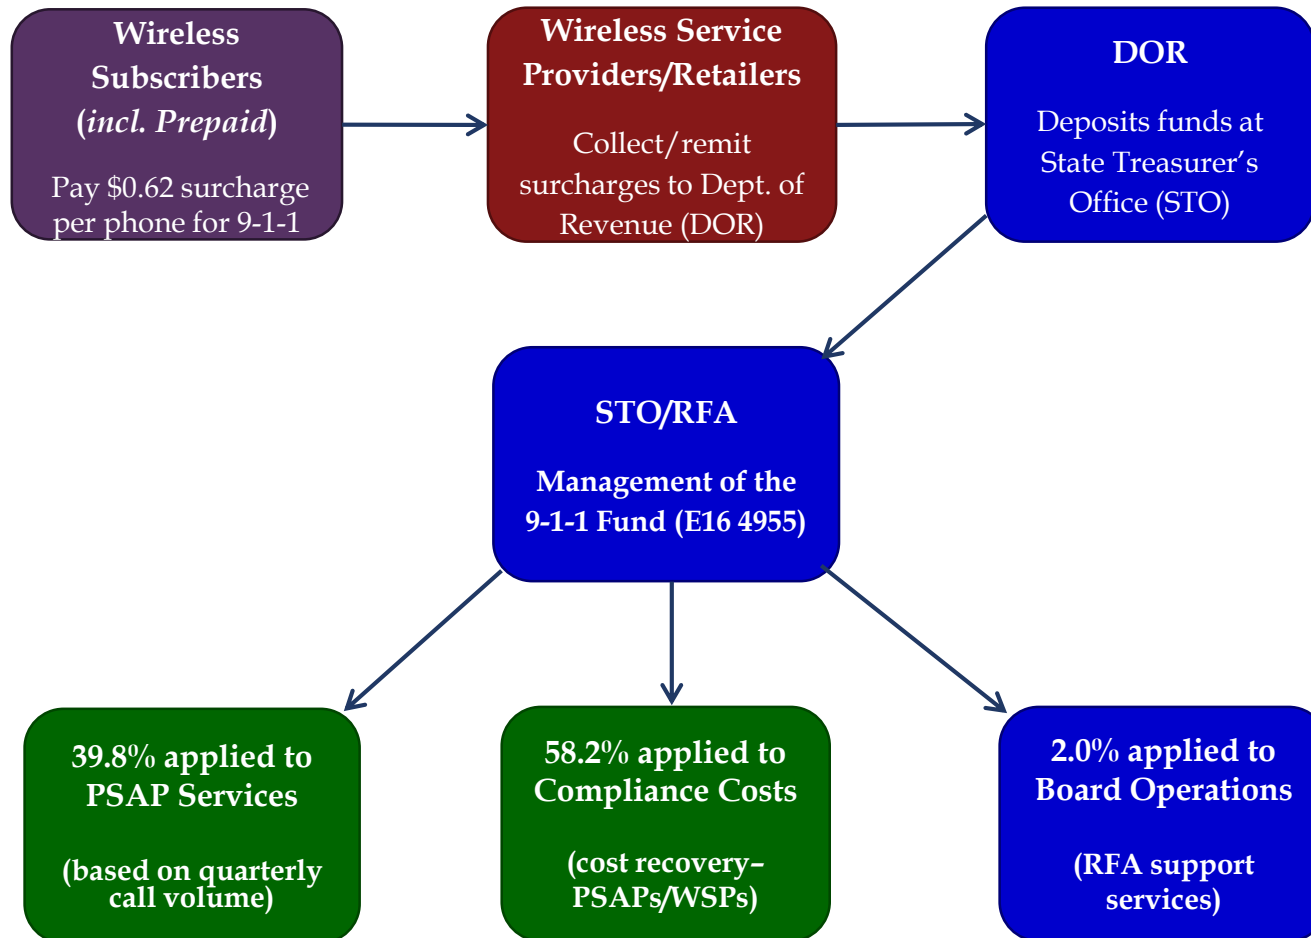 Wireless
Subscribers
(incl. Prepaid)
Pay $0.62 surcharge
per phone for 9-1-1
Wireless Service
Providers/Retailers
Collect/remit
surcharges to Dept. of
Revenue (DOR)
DOR
Deposits funds at
State Treasurer’s
Office (STO)
STO/RFA
Management of the
9-1-1 Fund (E16 4955)
39.8% applied to
PSAP Services
(based on quarterly
call volume)
58.2% applied to
Compliance Costs
(cost recovery–
PSAPs/WSPs)
2.0% applied to
Board Operations
(RFA support
services)